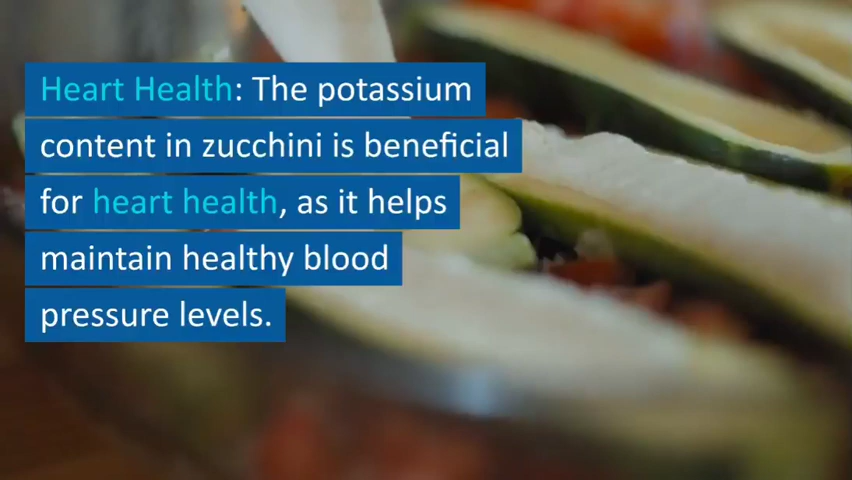 Heart Health: The potassium
content in zucchini is beneficial
for heart health, as it helps
maintain healthy blood
pressure levels.